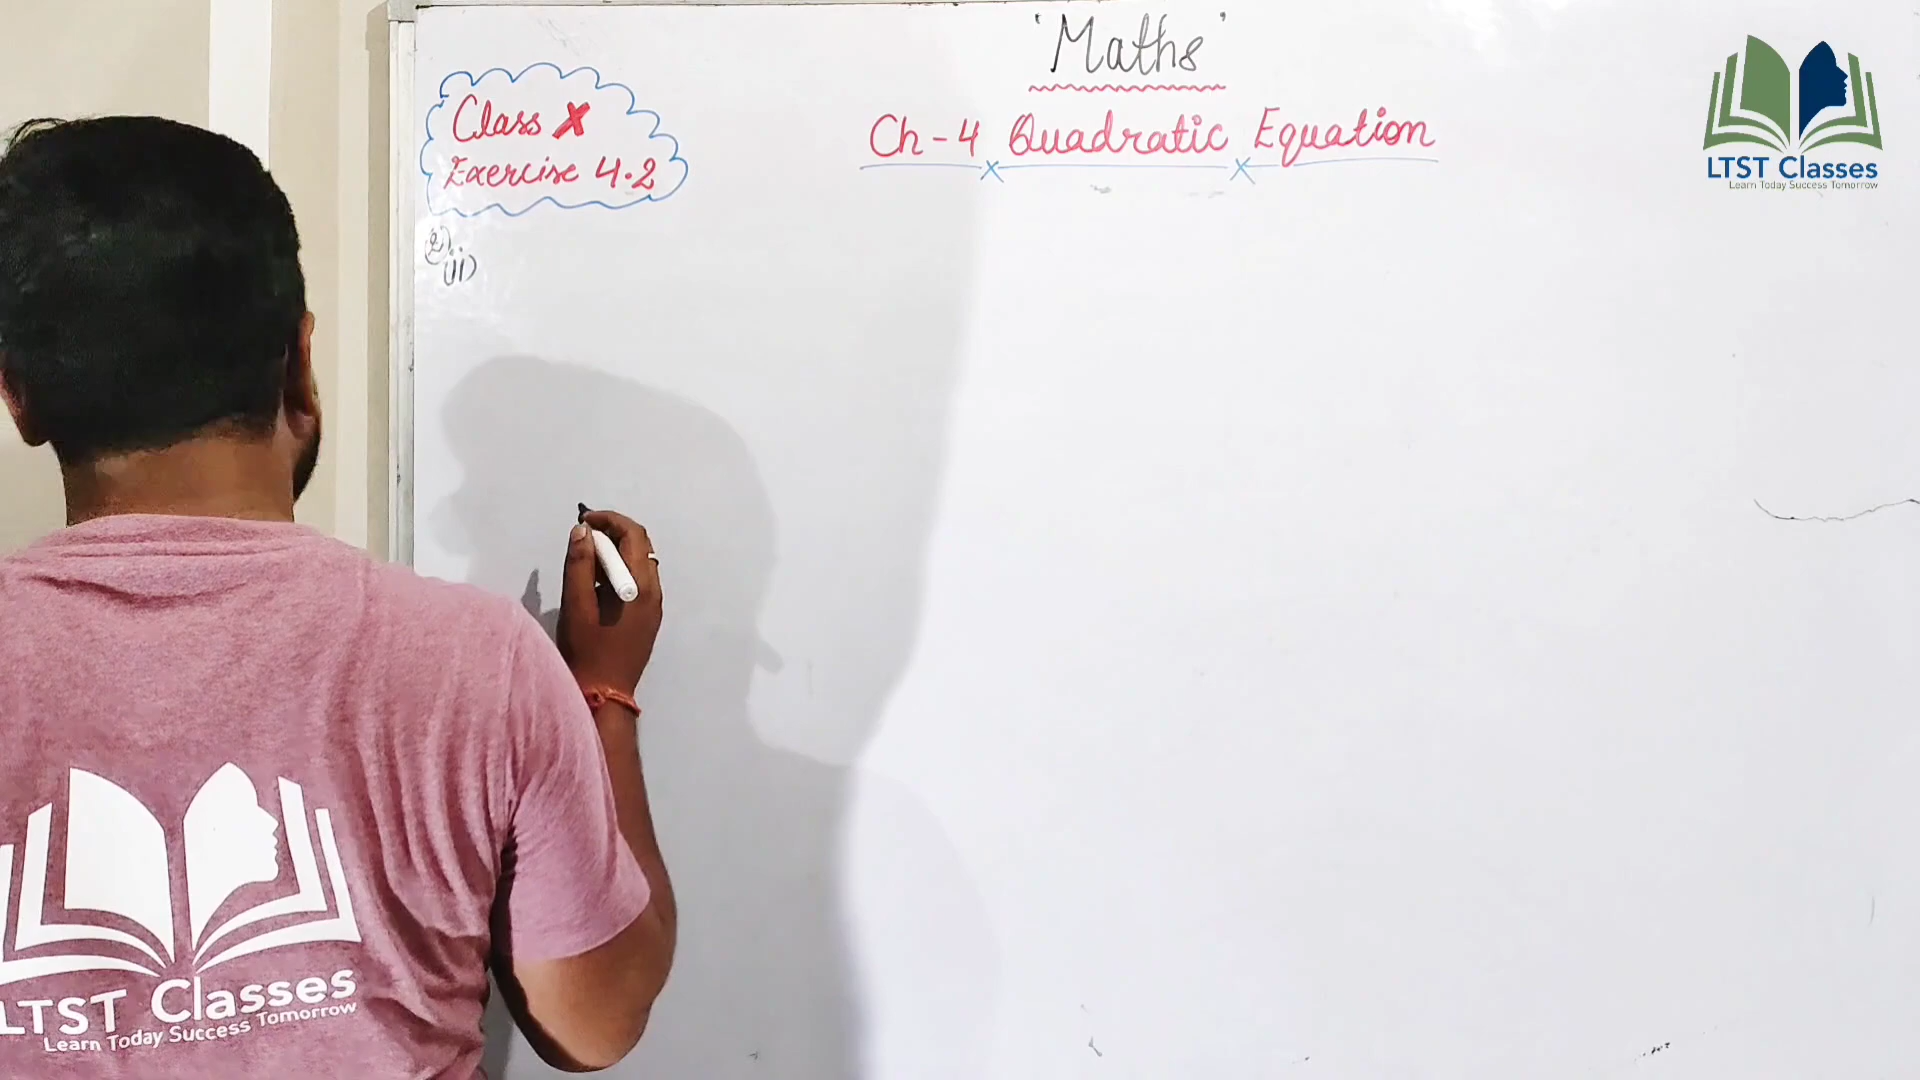 'Maths'
Class X
Exercise 4.2
Ch-4 Quadratic Equation
LTST Classes
Learn Today Success Tomorrow
2)
(ii)
LTST Classes
Learn Today Success Tomorrow